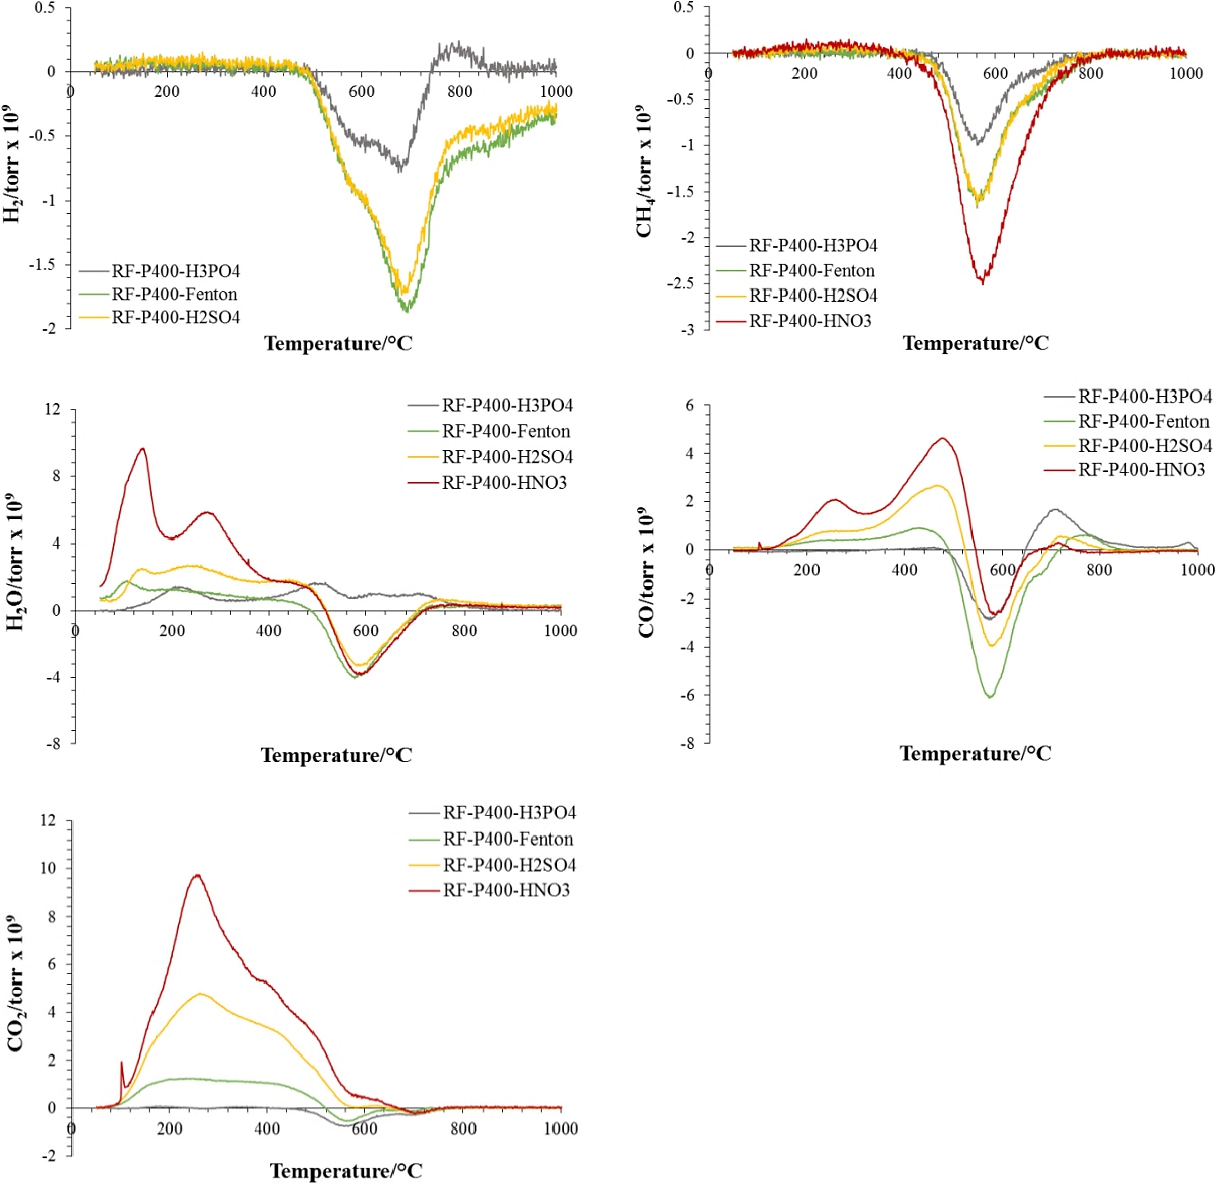 0.5
0
-0.5
-1
-1.5
-2
0 200 400 600 800 1000
H2/torr x 10⁹
RF-P400-H3PO4
RF-P400-Fenton
RF-P400-H2SO4
Temperature/°C
0.5
0
-0.5
-1
-1.5
-2
-2.5
-3
0 200 400 600 800 1000
CH4/torr x 10⁹
RF-P400-H3PO4
RF-P400-Fenton
RF-P400-H2SO4
RF-P400-HNO3
Temperature/°C
12
8
4
0
-4
-8
0 200 400 600 800 1000
H2O/torr x 10⁹
RF-P400-H3PO4
RF-P400-Fenton
RF-P400-H2SO4
RF-P400-HNO3
Temperature/°C
6
4
2
0
-2
-4
-6
-8
0 200 400 600 800 1000
CO/torr x 10⁹
RF-P400-H3PO4
RF-P400-Fenton
RF-P400-H2SO4
RF-P400-HNO3
Temperature/°C
12
10
8
6
4
2
0
-2
0 200 400 600 800 1000
CO2/torr x 10⁹
RF-P400-H3PO4
RF-P400-Fenton
RF-P400-H2SO4
RF-P400-HNO3
Temperature/°C